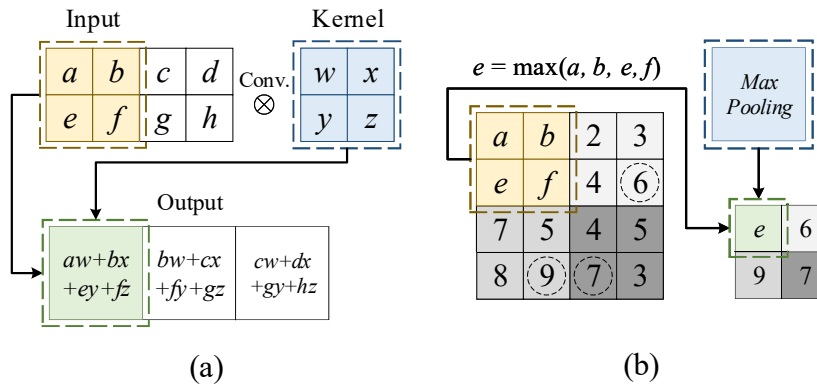 Input
Kernel
a b c d
e f g h
Conv.
⊗
w x
y z
Output
aw+bx
+ey+fz
bw+cx
+fy+gz
cw+dx
+gy+hz
(a)
e = max(a, b, e, f)
Max
Pooling
a b 2 3
e f 4 6
7 5 4 5
8 9 7 3
e 6
9 7
(b)